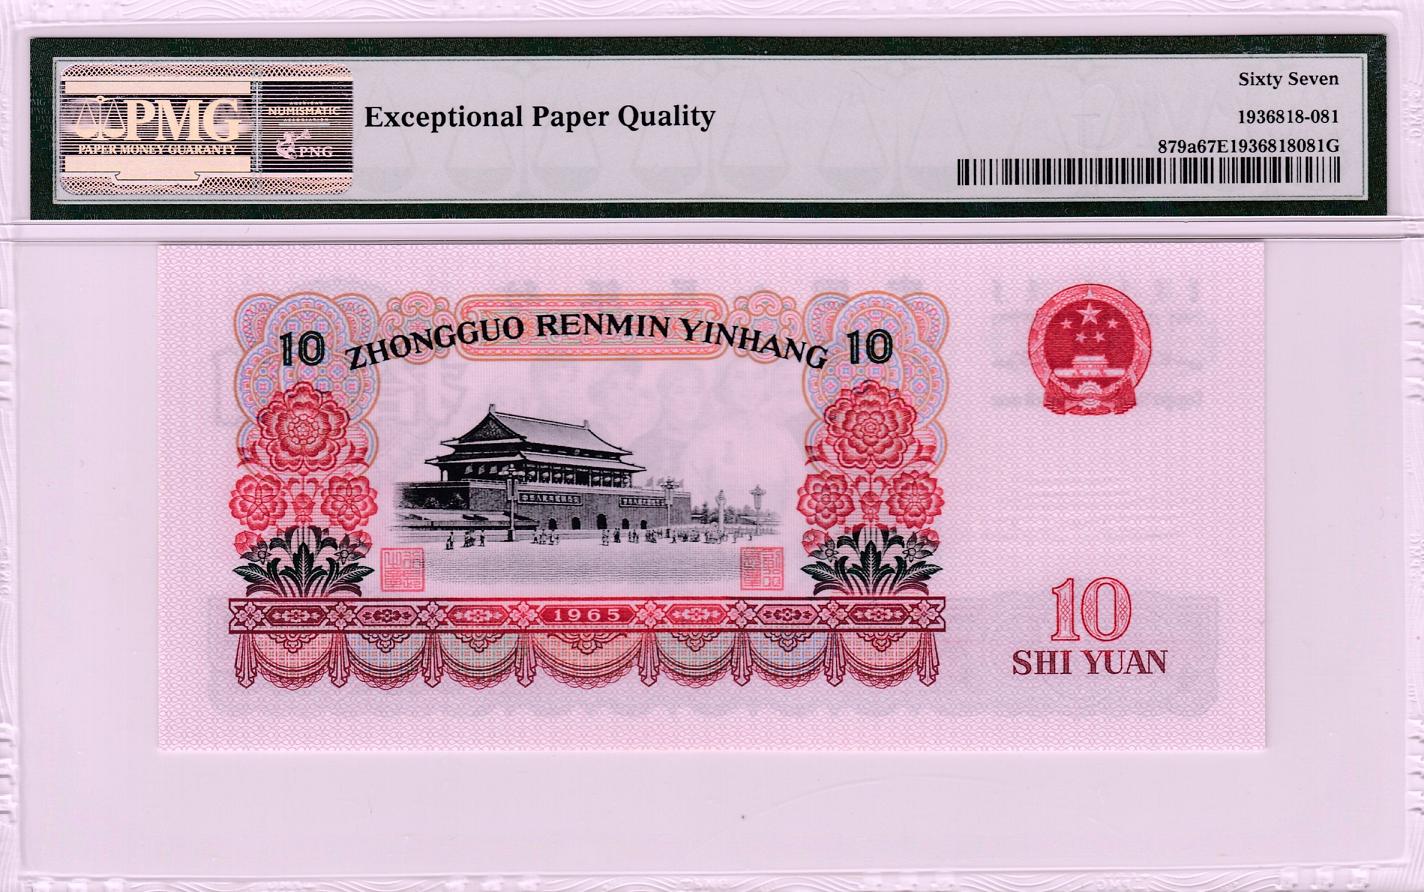 PMG
PAPER MONEY GUARANTY
NUMISMATIC
PNG
Exceptional Paper Quality
Sixty Seven
1936818-081
879a67E1936818081G
10 ZHONGGUO RENMIN YINHANG 10
1965
10
SHI YUAN